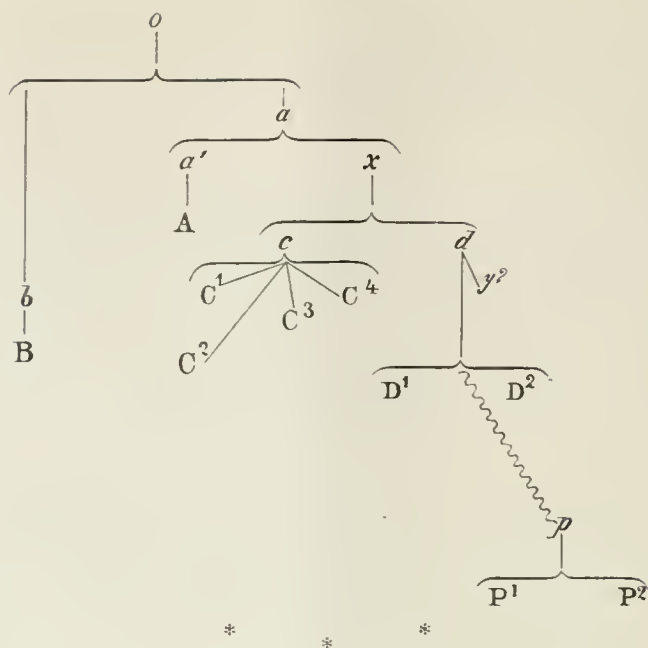 o
a
a′ x
A
c d
C¹ C⁴ y?
b C³
B C²
D¹ D²
p
P¹ P²
* * *